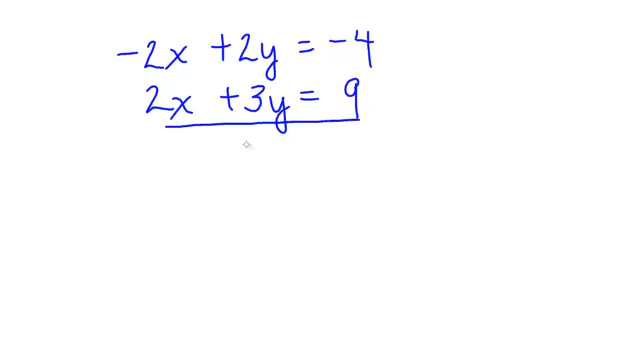 -2x +2y = -4
2x +3y = 9